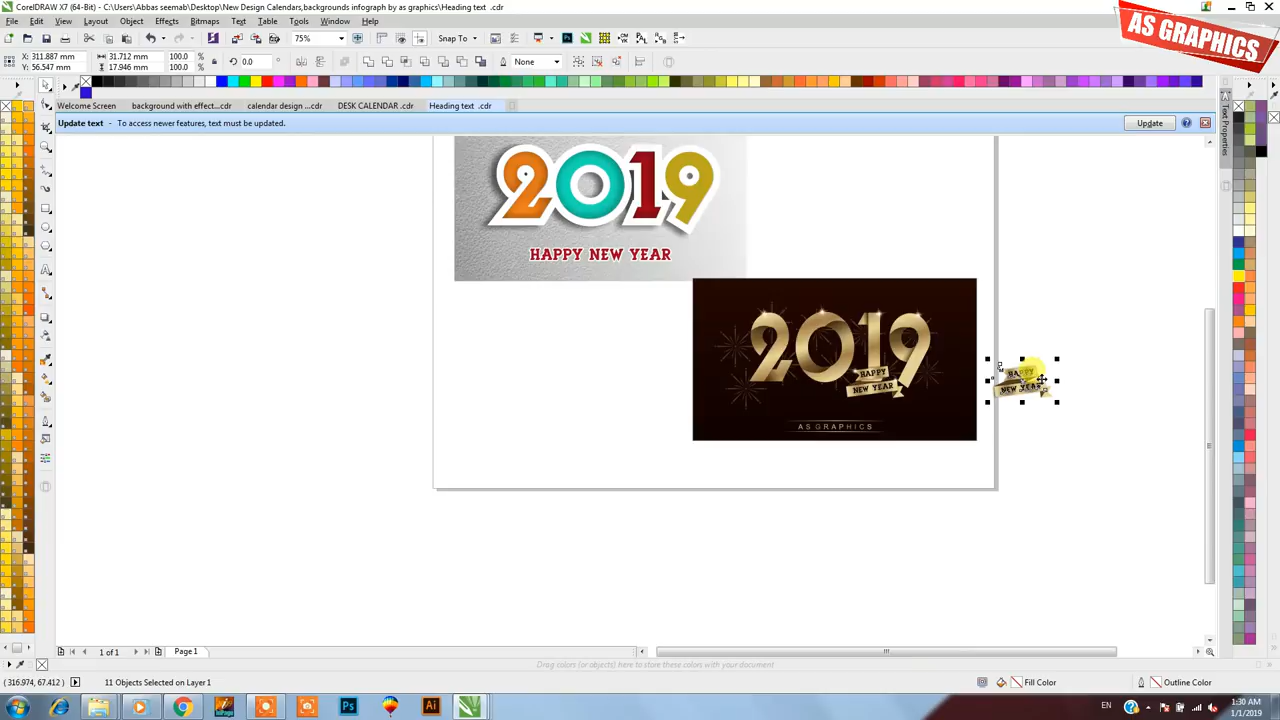 CorelDRAW X7 (64-Bit) - C:\Users\Abbas seemab\Desktop\New Design Calendars,backgrounds infograph by as graphics\Heading text .cdr
File Edit View Layout Object Effects Bitmaps Text Table Tools Window Help
AS GRAPHICS
75% Snap To
X: 311.887 mm 31.712 mm 100.0 % 0.0 None
Y: 56.547 mm 17.946 mm 100.0 %
Welcome Screen background with effect...cdr calendar design ...cdr DESK CALENDAR .cdr Heading text .cdr
Update text - To access newer features, text must be updated. Update
Text Properties
2019
HAPPY NEW YEAR
2019
HAPPY
NEW YEAR
HAPPY
NEW YEAR
AS GRAPHICS
1 of 1 Page 1
Drag colors (or objects) here to store these colors with your document
(316.974, 67.412) 11 Objects Selected on Layer 1 Fill Color Outline Color
EN 1:30 AM
1/1/2019